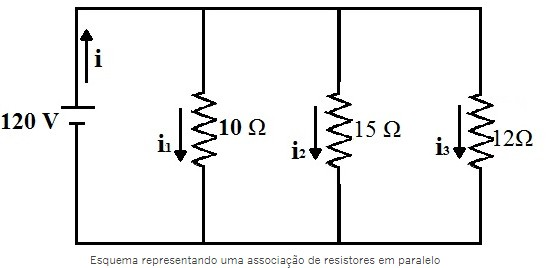 i
120 V
i₁
10 Ω
i₂
15 Ω
i₃
12Ω
Esquema representando uma associação de resistores em paralelo